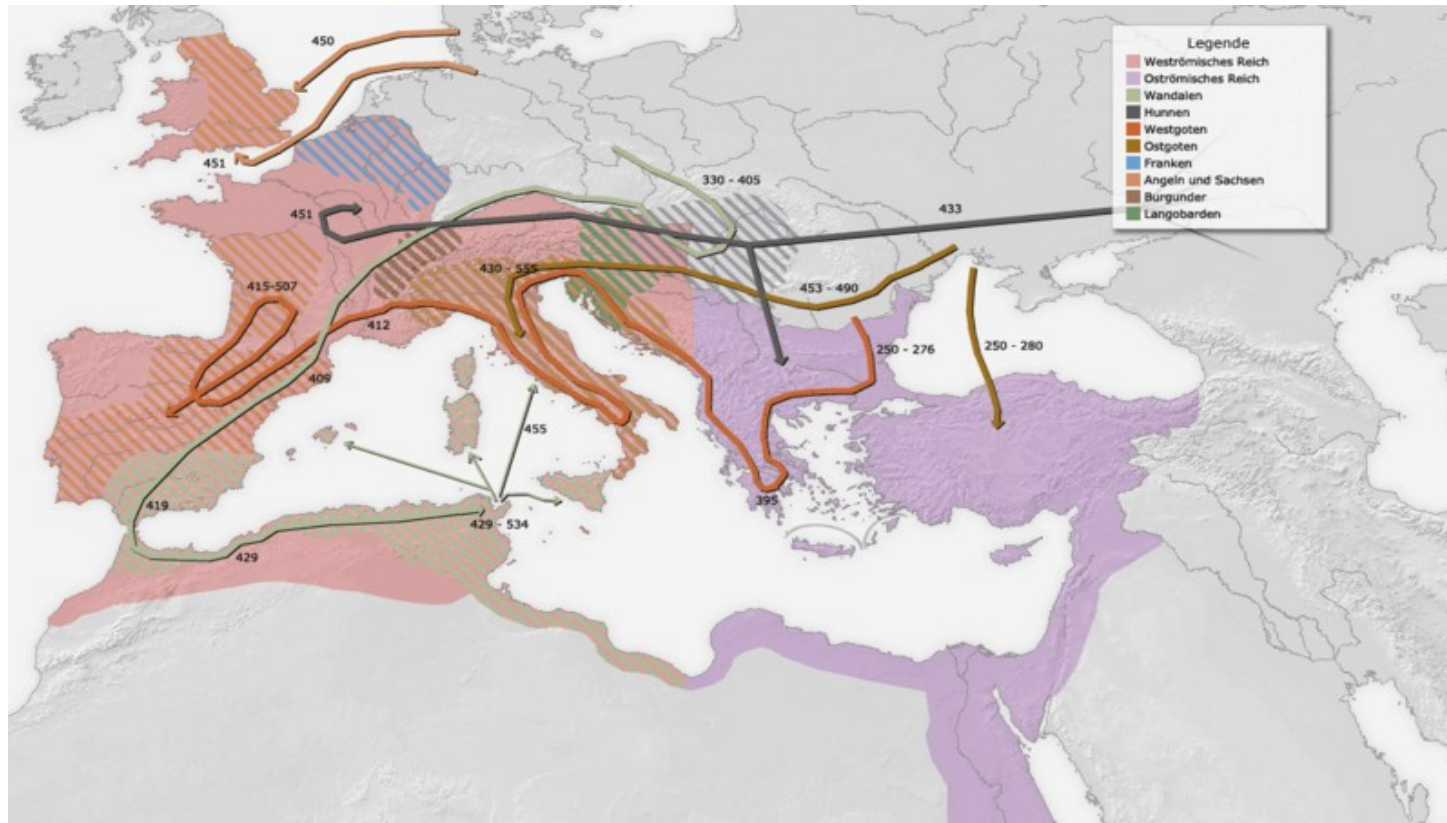 Legende
Weströmisches Reich
Oströmisches Reich
Wandalen
Hunnen
Westgoten
Ostgoten
Franken
Angeln und Sachsen
Burgunder
Langobarden
450
451
330 - 405
451
433
430 - 555
415-507
453 - 490
412
250 - 276
250 - 280
409
455
395
419
429 - 534
429